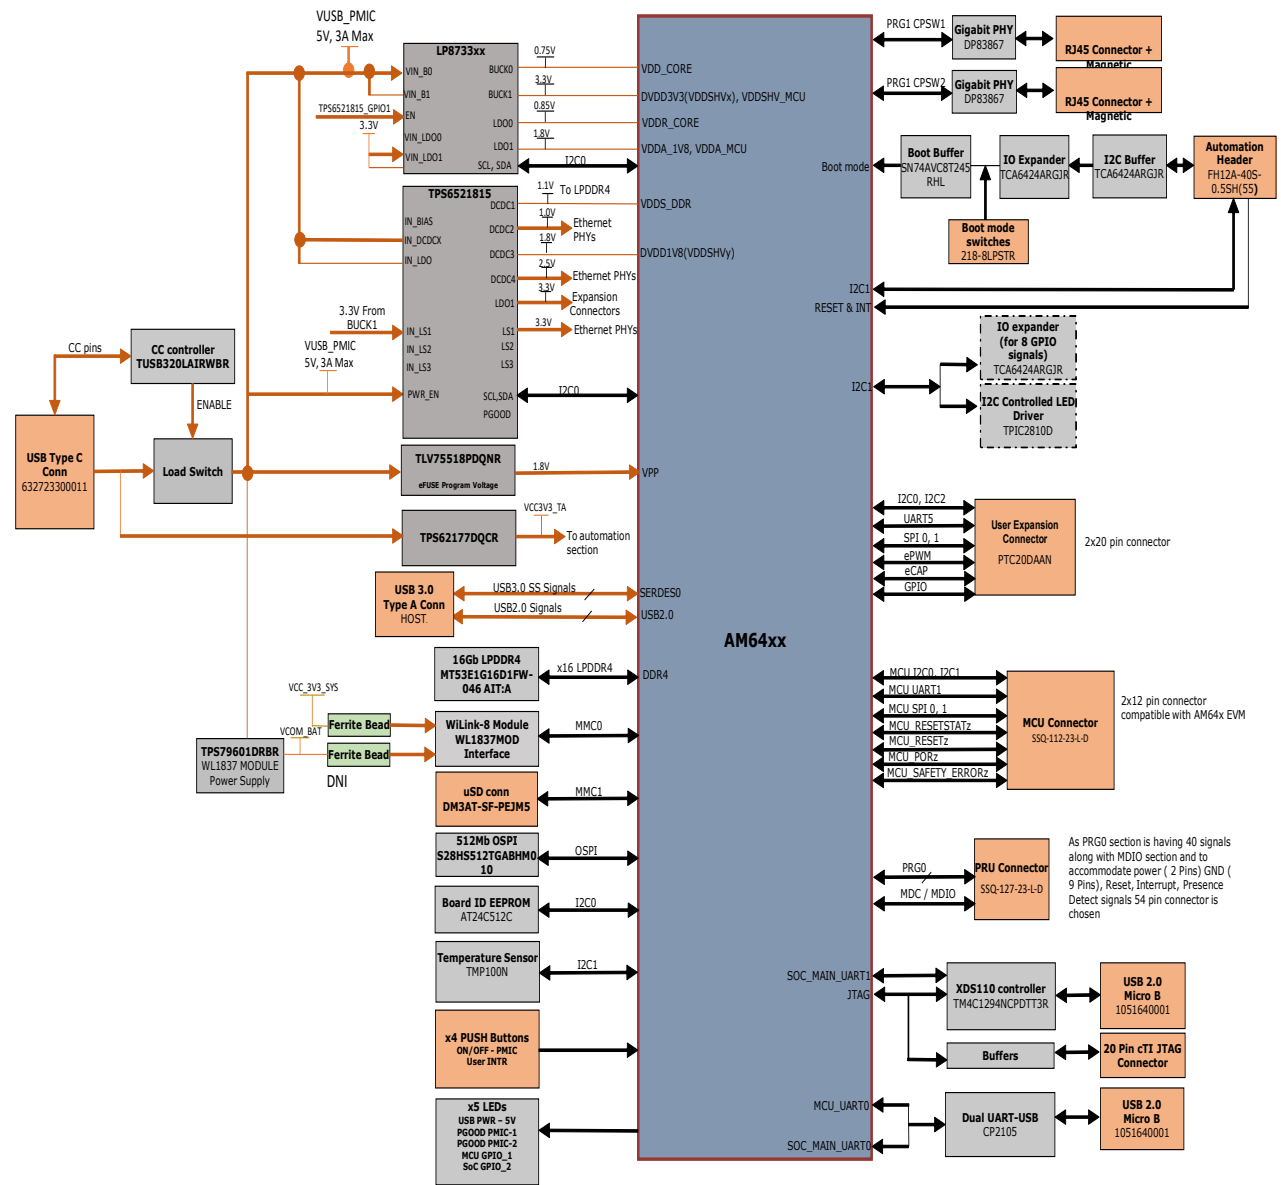 VUSB_PMIC
5V, 3A Max
LP8733xx
VIN_B0
VIN_B1
TPS6521815_GPIO1
EN
3.3V
VIN_LDO0
VIN_LDO1
BUCK0
BUCK1
LDO0
LDO1
SCL, SDA
0.75V
3.3V
0.85V
1.8V
I2C0
VDD_CORE
DVDD3V3(VDDSHVx), VDDSHV_MCU
VDDR_CORE
VDDA_1V8, VDDA_MCU
TPS6521815
IN_BIAS
IN_DCDCX
IN_LDO
3.3V From
BUCK1
IN_LS1
IN_LS2
IN_LS3
VUSB_PMIC
5V, 3A Max
PWR_EN
DCDC1
DCDC2
DCDC3
DCDC4
LDO1
LS1
LS2
LS3
SCL,SDA
PGOOD
1.1V
To LPDDR4
1.0V
Ethernet
PHYs
1.8V
2.5V
Ethernet PHYs
3.3V
Expansion
Connectors
3.3V
Ethernet PHYs
I2C0
VDDS_DDR
DVDD1V8(VDDSHVy)
CC pins
CC controller
TUSB320LAIRWBR
ENABLE
USB Type C
Conn
632723300011
Load Switch
TLV75518PDQNR
eFUSE Program Voltage
1.8V
VPP
TPS62177DQCR
VCC3V3_TA
To automation
section
USB 3.0
Type A Conn
HOST.
USB3.0 SS Signals
USB2.0 Signals
SERDES0
USB2.0
AM64xx
16Gb LPDDR4
MT53E1G16D1FW-
046 AIT:A
x16 LPDDR4
DDR4
VCC_3V3_SYS
Ferrite Bead
VCOM_BAT
Ferrite Bead
DNI
TPS79601DRBR
WL1837 MODULE
Power Supply
WiLink-8 Module
WL1837MOD
Interface
MMC0
uSD conn
DM3AT-SF-PEJM5
MMC1
512Mb OSPI
S28HS512TGABHM0
10
OSPI
Board ID EEPROM
AT24C512C
I2C0
Temperature Sensor
TMP100N
I2C1
x4 PUSH Buttons
ON/OFF - PMIC
User INTR
x5 LEDs
USB PWR – 5V
PGOOD PMIC-1
PGOOD PMIC-2
MCU GPIO_1
SoC GPIO_2
PRG1 CPSW1
Gigabit PHY
DP83867
RJ45 Connector +
Magnetic
PRG1 CPSW2
Gigabit PHY
DP83867
RJ45 Connector +
Magnetic
Boot mode
Boot Buffer
SN74AVC8T245
RHL
IO Expander
TCA6424ARGJR
I2C Buffer
TCA6424ARGJR
Automation
Header
FH12A-40S-
0.5SH(55)
Boot mode
switches
218-8LPSTR
I2C1
RESET & INT
IO expander
(for 8 GPIO
signals)
TCA6424ARGJR
I2C1
I2C Controlled LED
Driver
TPIC2810D
I2C0, I2C2
UART5
SPI 0, 1
ePWM
eCAP
GPIO
User Expansion
Connector
PTC20DAAN
2x20 pin connector
MCU I2C0, I2C1
MCU UART1
MCU SPI 0, 1
MCU_RESETSTATz
MCU_RESETz
MCU_PORz
MCU_SAFETY_ERRORz
MCU Connector
SSQ-112-23-L-D
2x12 pin connector
compatible with AM64x EVM
PRG0
MDC / MDIO
PRU Connector
SSQ-127-23-L-D
As PRG0 section is having 40 signals
along with MDIO section and to
accommodate power ( 2 Pins) GND (
9 Pins), Reset, Interrupt, Presence
Detect signals 54 pin connector is
chosen
SOC_MAIN_UART1
JTAG
XDS110 controller
TM4C1294NCPDTT3R
USB 2.0
Micro B
1051640001
Buffers
20 Pin cTI JTAG
Connector
MCU_UART0
SOC_MAIN_UART0
Dual UART-USB
CP2105
USB 2.0
Micro B
1051640001